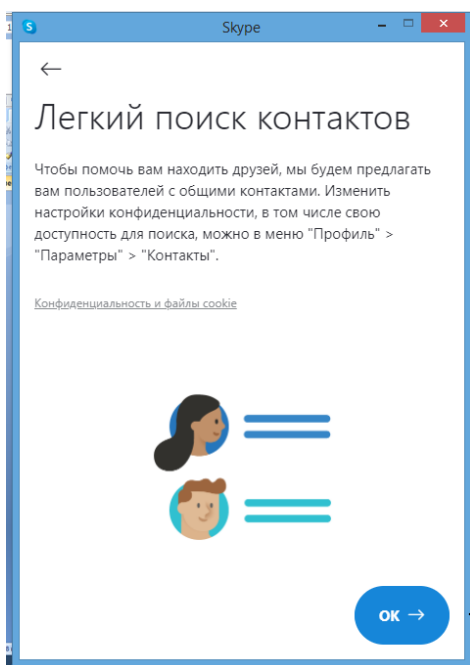 Skype
Легкий поиск контактов
Чтобы помочь вам находить друзей, мы будем предлагать
вам пользователей с общими контактами. Изменить
настройки конфиденциальности, в том числе свою
доступность для поиска, можно в меню "Профиль" >
"Параметры" > "Контакты".
Конфиденциальность и файлы cookie
ОК →